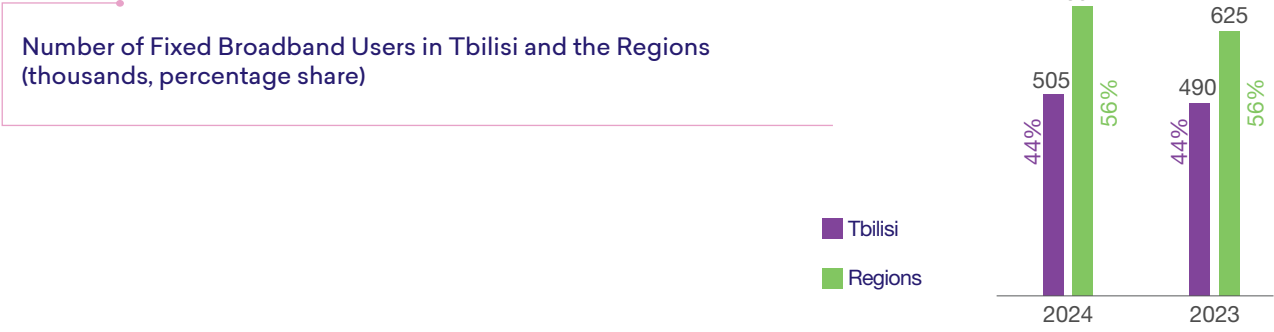 Number of Fixed Broadband Users in Tbilisi and the Regions
(thousands, percentage share)
625
505
490
56%
56%
44%
44%
Tbilisi
Regions
2024
2023